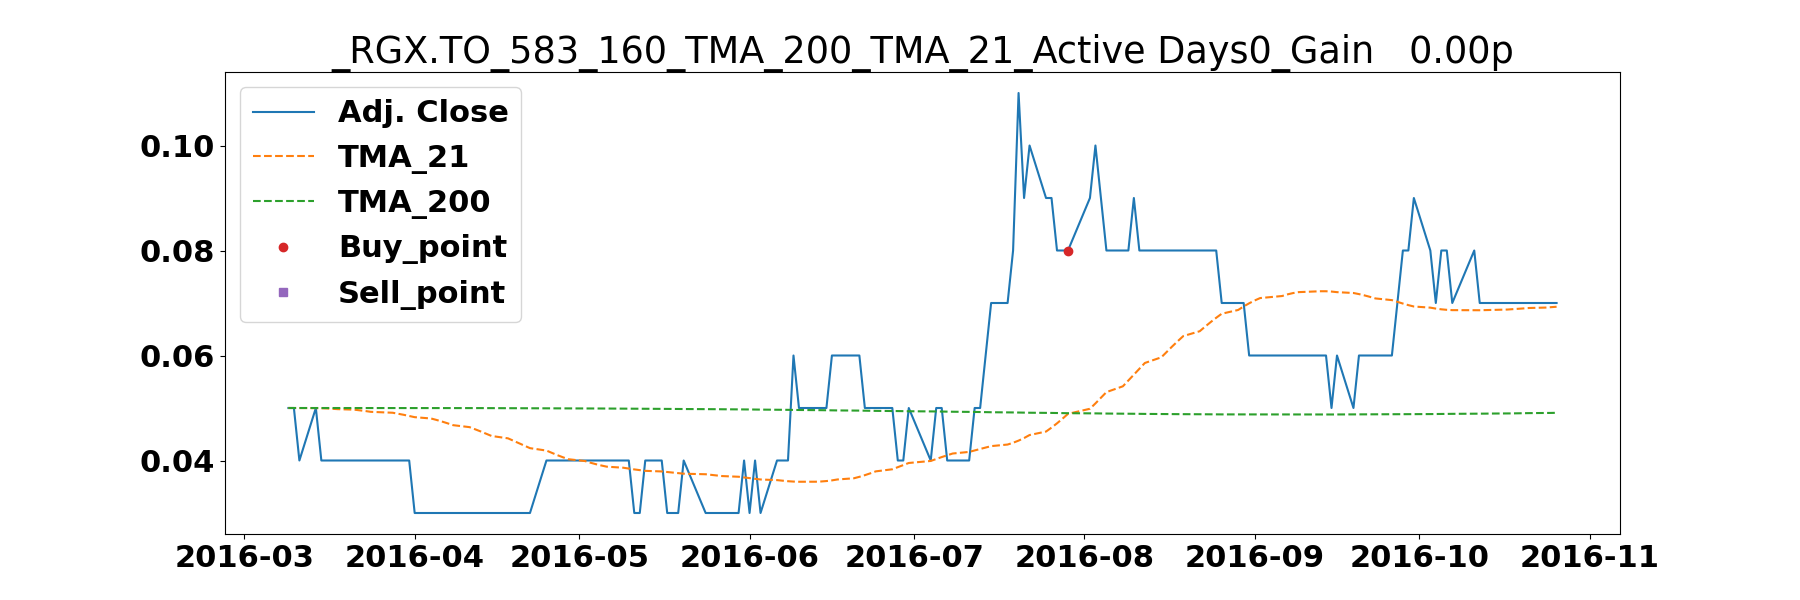 _RGX.TO_583_160_TMA_200_TMA_21_Active Days0_Gain   0.00p
Adj. Close
TMA_21
TMA_200
Buy_point
Sell_point
0.10
0.08
0.06
0.04
2016-03 2016-04 2016-05 2016-06 2016-07 2016-08 2016-09 2016-10 2016-11